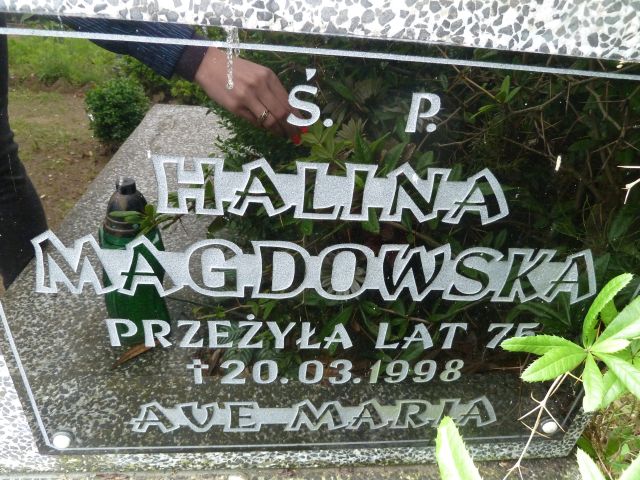 Ś. P.
HALINA
MAGDOWSKA
PRZEŻYŁA LAT 75
†20.03.1998
AVE MARIA